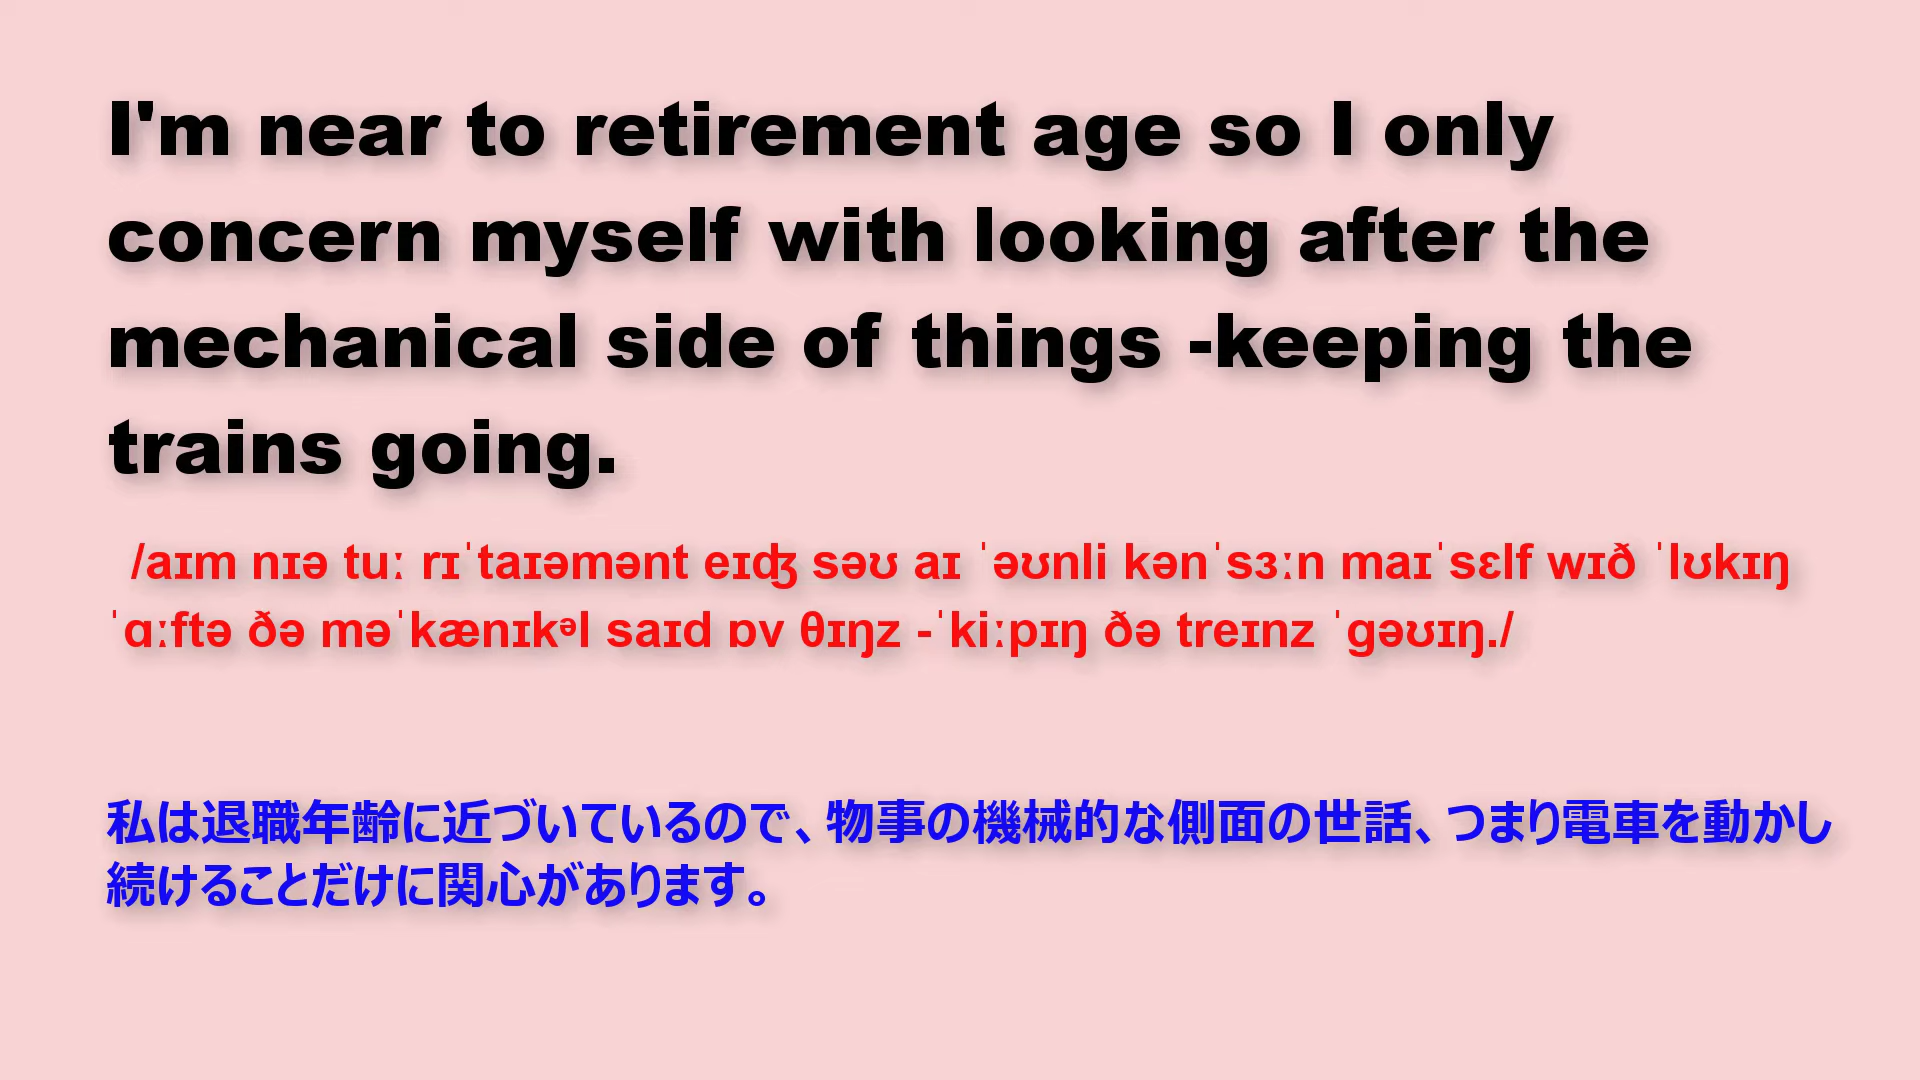 I'm near to retirement age so I only
concern myself with looking after the
mechanical side of things -keeping the
trains going.
/aɪm nɪə tuː rɪˈtaɪəmənt eɪʤ səʊ aɪ ˈəʊnli kənˈsɜːn maɪˈsɛlf wɪð ˈlʊkɪŋ
ˈɑːftə ðə məˈkænɪkᵊl saɪd ɒv θɪŋz -ˈkiːpɪŋ ðə treɪnz ˈgəʊɪŋ./
私は退職年齢に近づいているので、物事の機械的な側面の世話、つまり電車を動かし
続けることだけに関心があります。